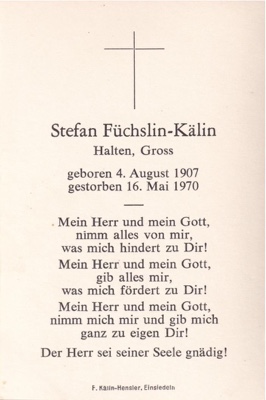 Stefan Füchslin-Kälin
Halten, Gross
geboren 4. August 1907
gestorben 16. Mai 1970
Mein Herr und mein Gott,
nimm alles von mir,
was mich hindert zu Dir!
Mein Herr und mein Gott,
gib alles mir,
was mich fördert zu Dir!
Mein Herr und mein Gott,
nimm mich mir und gib mich
ganz zu eigen Dir!
Der Herr sei seiner Seele gnädig!
F. Kälin-Hensler, Einsiedeln